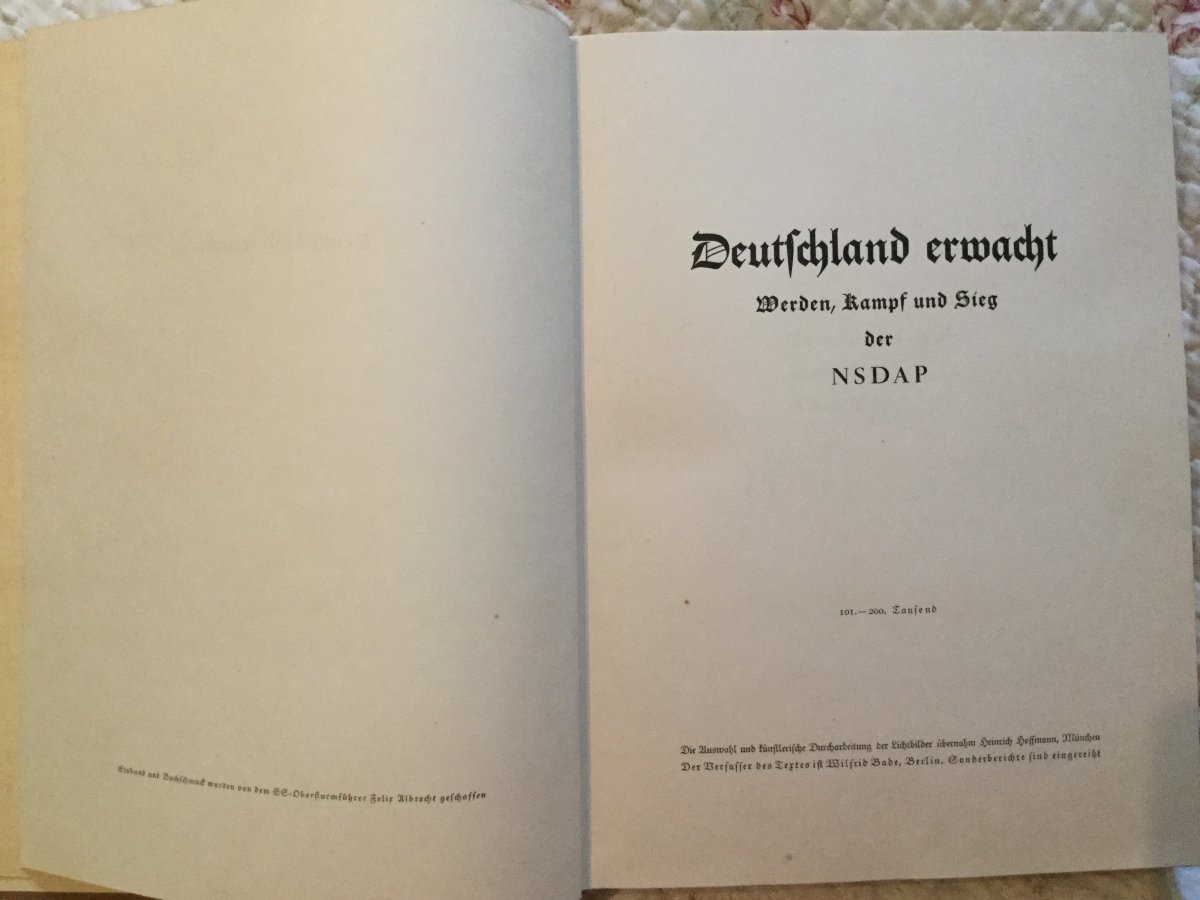 Einband und Buchschmuck wurden von dem SS.-Obersturmführer Felix Albrecht geschaffen
Deutſchland erwacht
Werden, Kampf und Sieg
der
NSDAP
101.—200. Tauſend
Die Auswahl und künſtleriſche Durcharbeitung der Lichtbilder übernahm Heinrich Hoffmann, München
Der Verfaſſer des Textes iſt Wilfrid Bade, Berlin. Sonderberichte ſind eingereiht